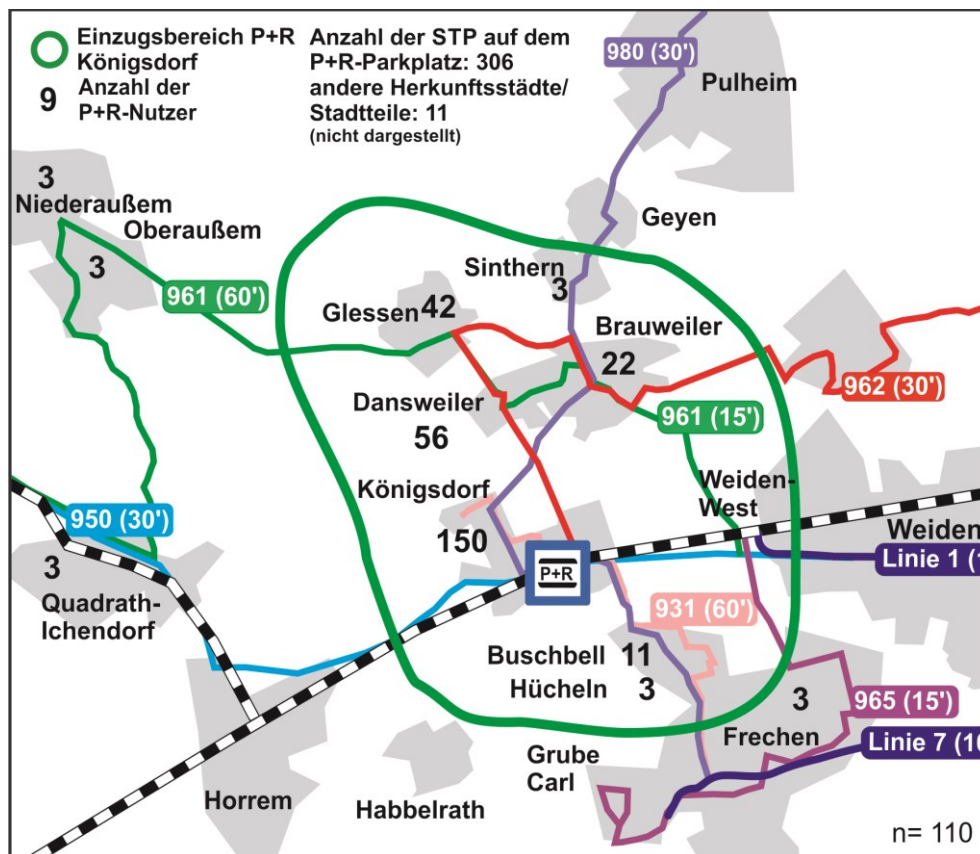 Einzugsbereich P+R
Königsdorf
9 Anzahl der
P+R-Nutzer
Anzahl der STP auf dem
P+R-Parkplatz: 306
andere Herkunftsstädte/
Stadtteile: 11
(nicht dargestellt)
980 (30')
Pulheim
3
Niederaußem
Oberaußem
3
Geyen
961 (60')
Sinthern
3
Glessen 42
Brauweiler
22
962 (30')
Dansweiler
56
961 (15')
Königsdorf
150
Weiden-
West
950 (30')
Weiden
Linie 1 (1
3
Quadrath-
Ichendorf
P+R
931 (60')
Buschbell 11
Hücheln 3
3
Frechen
965 (15')
Linie 7 (10
Grube
Carl
Horrem
Habbelrath
n= 110